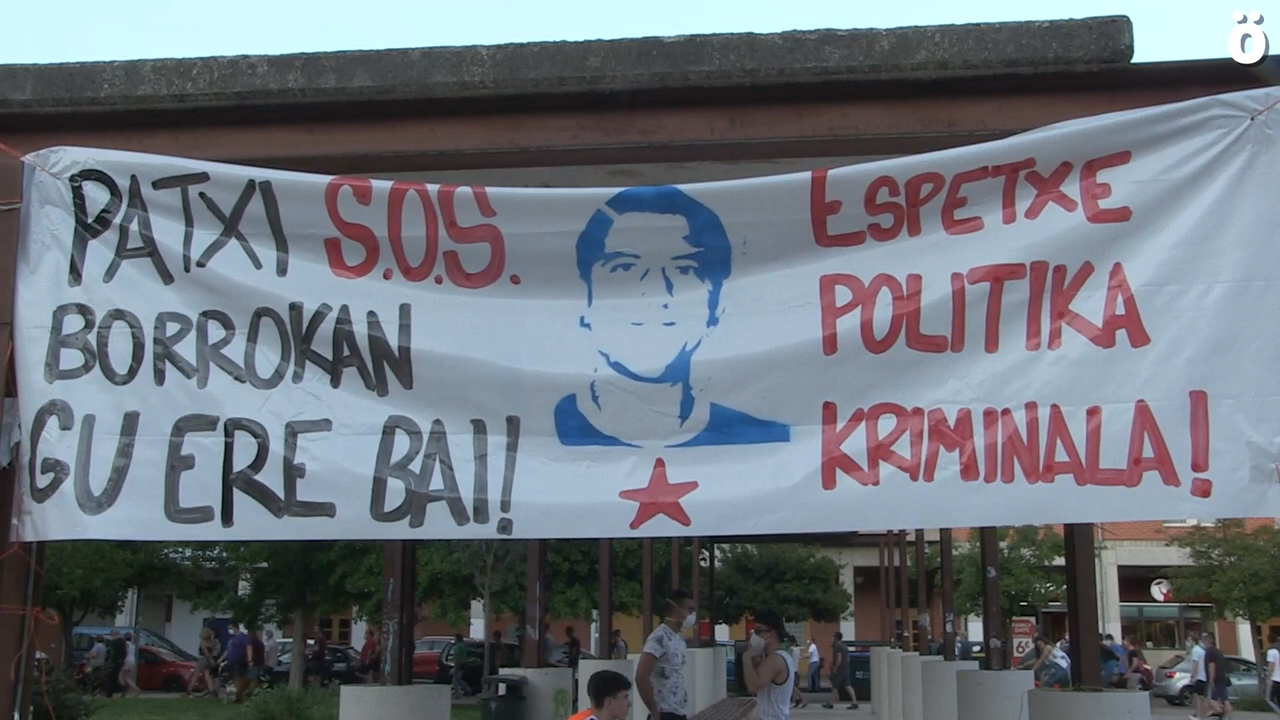 ö
PATXI S.O.S.
BORROKAN
GU ERE BAI!
ESPETXE
POLITIKA
KRIMINALA!